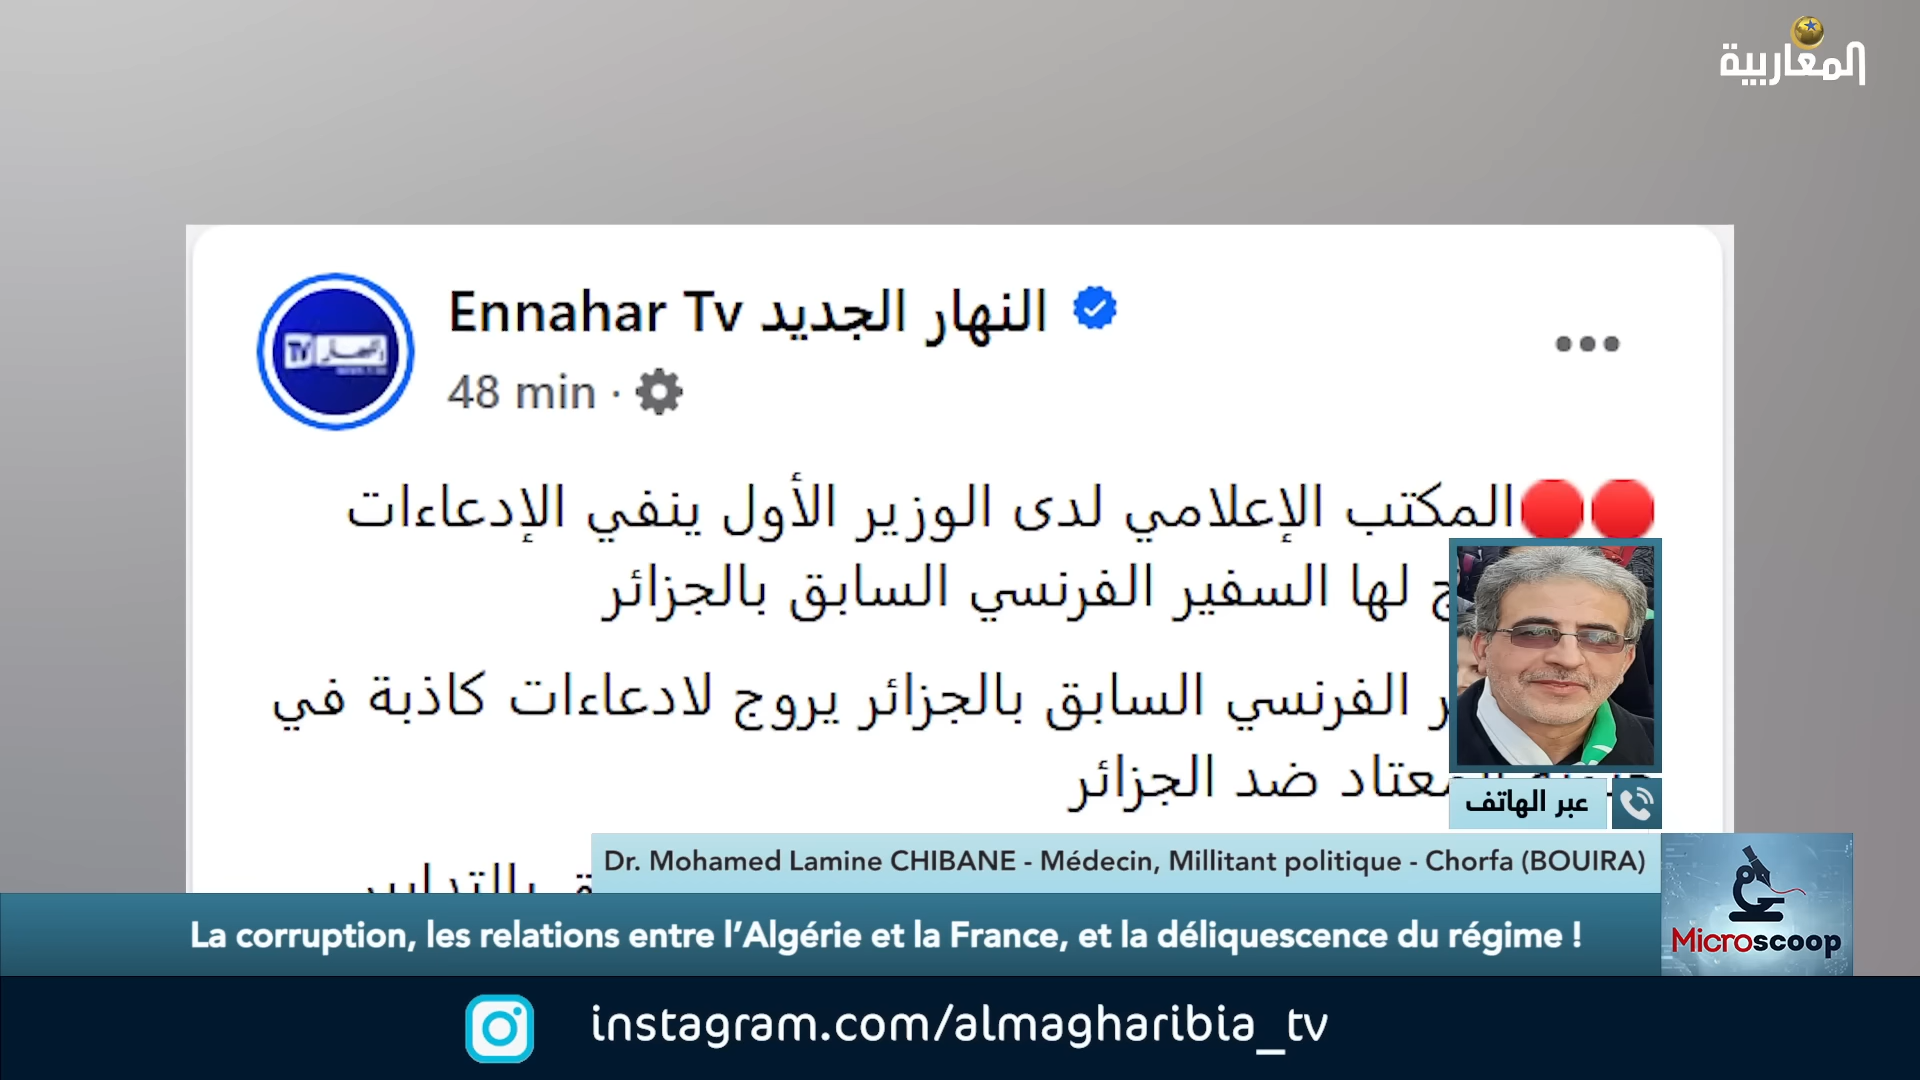 المغاربية
Ennahar Tv النهار الجديد
48 min ·
المكتب الإعلامي لدى الوزير الأول ينفي الإدعاءات
لها السفير الفرنسي السابق بالجزائر
الفرنسي السابق بالجزائر يروج لادعاءات كاذبة في
ضد الجزائر
عبر الهاتف
Dr. Mohamed Lamine CHIBANE - Médecin, Millitant politique - Chorfa (BOUIRA)
La corruption, les relations entre l’Algérie et la France, et la déliquescence du régime !
Microscoop
instagram.com/almagharibia_tv